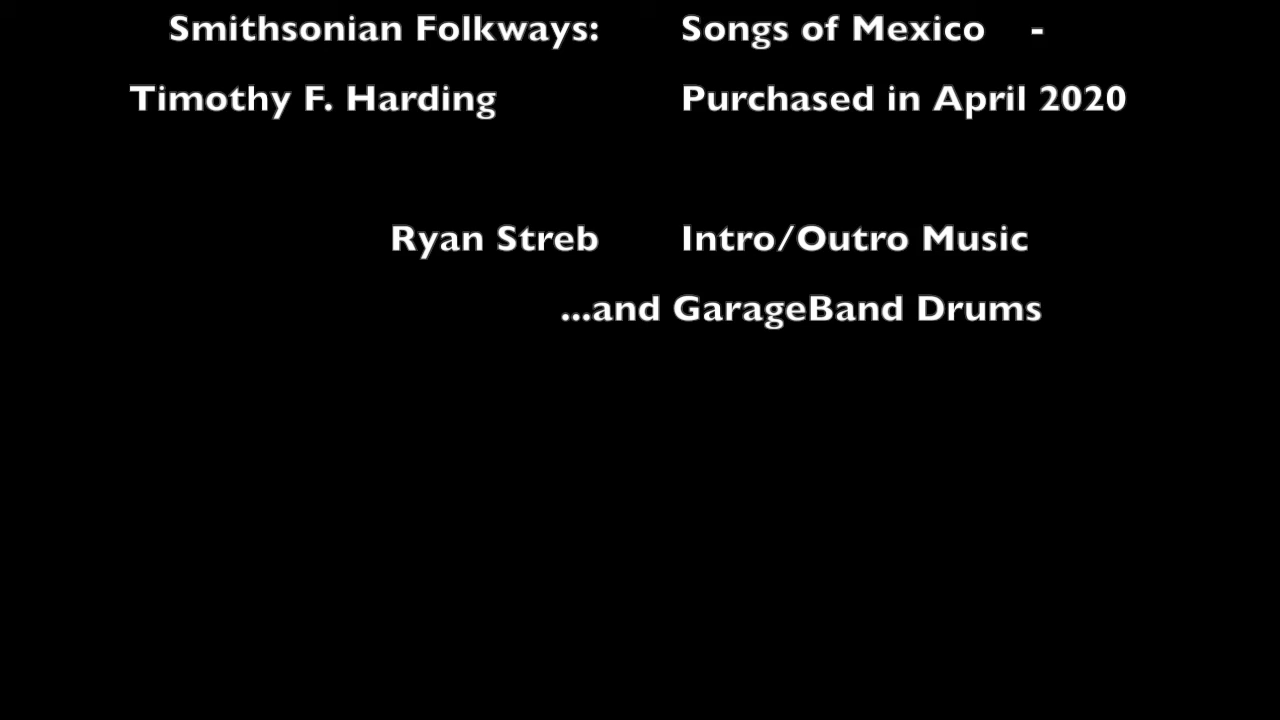 Smithsonian Folkways: Songs of Mexico -
Timothy F. Harding Purchased in April 2020
Ryan Streb Intro/Outro Music
...and GarageBand Drums